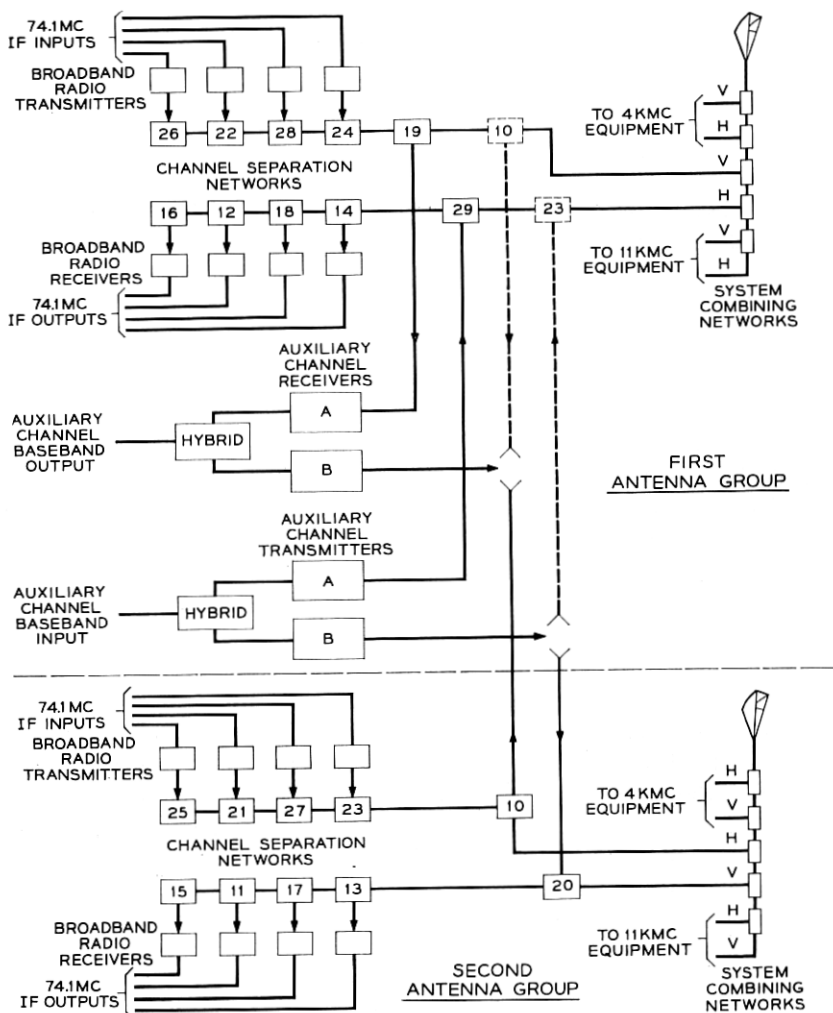 74.1MC
IF INPUTS
BROADBAND
RADIO
TRANSMITTERS
26
22
28
24
19
10
CHANNEL SEPARATION
NETWORKS
16
12
18
14
29
23
BROADBAND
RADIO
RECEIVERS
74.1MC
IF OUTPUTS
V
TO 4KMC
EQUIPMENT
H
V
H
V
TO 11KMC
EQUIPMENT
H
SYSTEM
COMBINING
NETWORKS
AUXILIARY
CHANNEL
RECEIVERS
A
AUXILIARY
CHANNEL
BASEBAND
OUTPUT
HYBRID
B
FIRST
ANTENNA GROUP
AUXILIARY
CHANNEL
TRANSMITTERS
A
AUXILIARY
CHANNEL
BASEBAND
INPUT
HYBRID
B
74.1MC
IF INPUTS
BROADBAND
RADIO
TRANSMITTERS
25
21
27
23
10
CHANNEL SEPARATION
NETWORKS
15
11
17
13
20
BROADBAND
RADIO
RECEIVERS
74.1MC
IF OUTPUTS
H
TO 4KMC
EQUIPMENT
V
H
V
H
TO 11KMC
EQUIPMENT
V
SYSTEM
COMBINING
NETWORKS
SECOND
ANTENNA GROUP